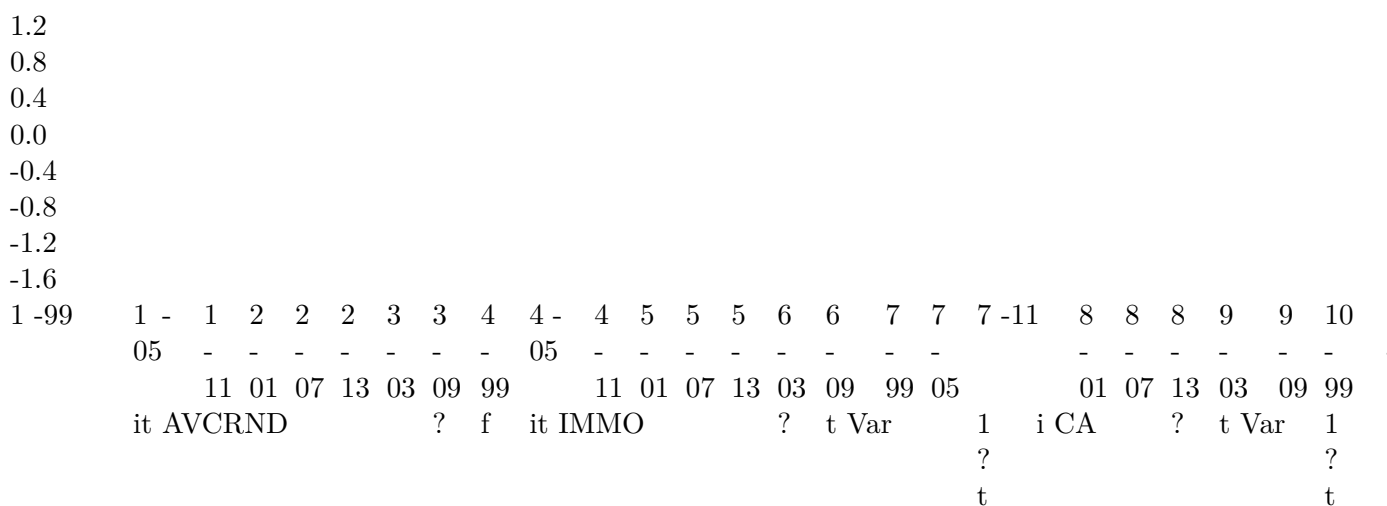 1.2
0.8
0.4
0.0
-0.4
-0.8
-1.2
-1.6
1 -99 1 - 1 2 2 2 3 3 4 4 - 4 5 5 5 6 6 7 7 7 -11 8 8 8 9 9 10
05 - - - - - - - 05 - - - - - - - - - - - - - -
11 01 07 13 03 09 99 11 01 07 13 03 09 99 05 01 07 13 03 09 99
it AVCRND ? f it IMMO ? t Var 1 i CA ? t Var 1
? ?
t t